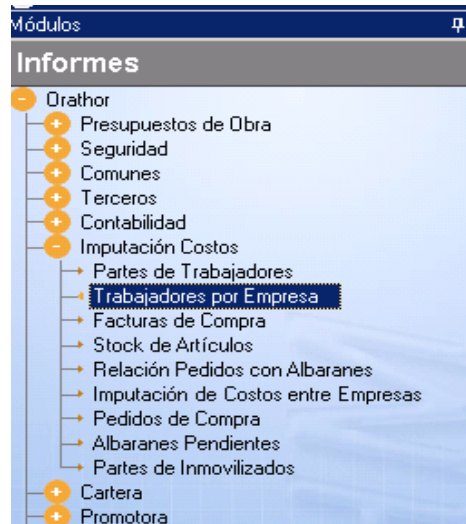 Módulos
Informes
Orathor
Presupuestos de Obra
Seguridad
Comunes
Terceros
Contabilidad
Imputación Costos
Partes de Trabajadores
Trabajadores por Empresa
Facturas de Compra
Stock de Artículos
Relación Pedidos con Albaranes
Imputación de Costos entre Empresas
Pedidos de Compra
Albaranes Pendientes
Partes de Inmovilizados
Cartera
Promotora